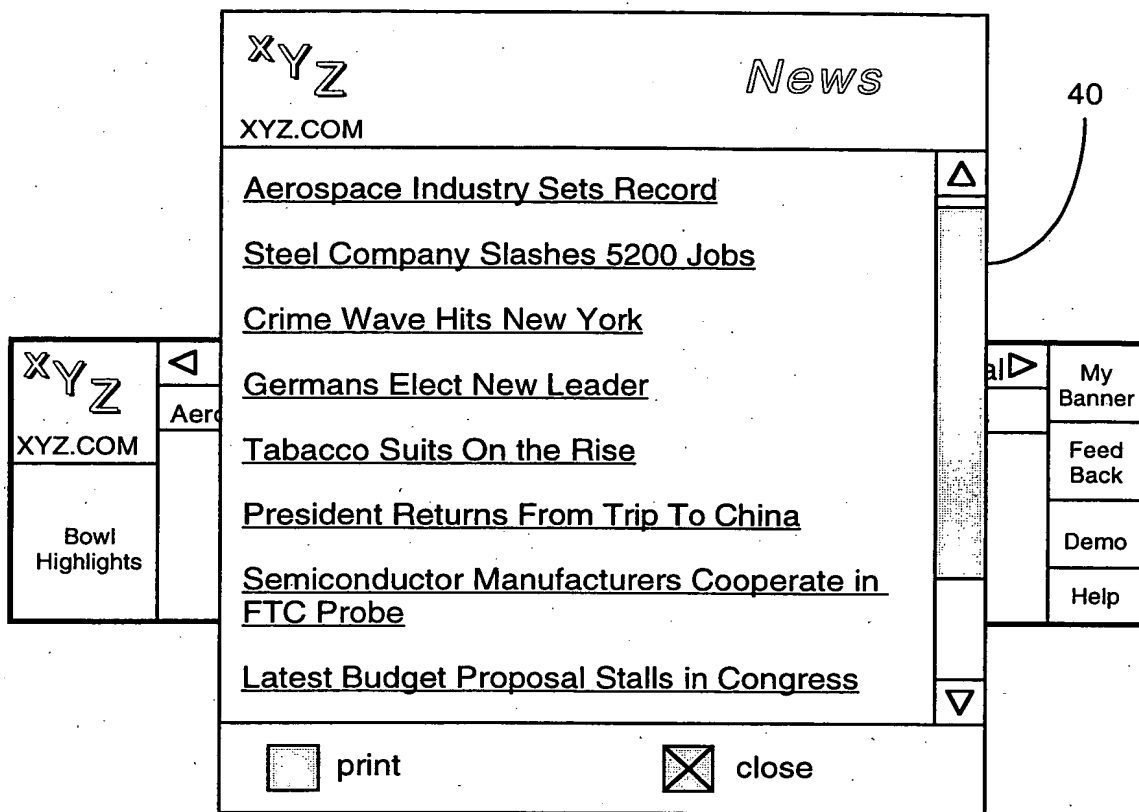 XYZ
News
XYZ.COM
40
Aerospace Industry Sets Record
Steel Company Slashes 5200 Jobs
Crime Wave Hits New York
Germans Elect New Leader
Tabacco Suits On the Rise
President Returns From Trip To China
Semiconductor Manufacturers Cooperate in
FTC Probe
Latest Budget Proposal Stalls in Congress
print
close
XYZ
XYZ.COM
Bowl
Highlights
Aero
al
My
Banner
Feed
Back
Demo
Help